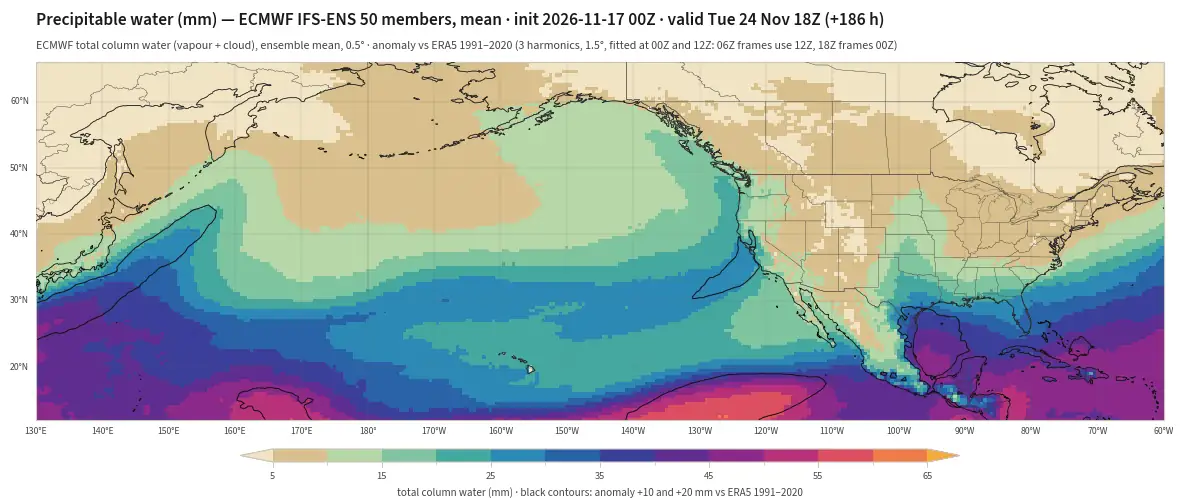 Precipitable water (mm) — ECMWF IFS-ENS 50 members, mean · init 2026-11-17 00Z · valid Tue 24 Nov 18Z (+186 h)
ECMWF total column water (vapour + cloud), ensemble mean, 0.5° · anomaly vs ERA5 1991–2020 (3 harmonics, 1.5°, fitted at 00Z and 12Z: 06Z frames use 12Z, 18Z frames 00Z)
60°N
50°N
40°N
30°N
20°N
130°E 140°E 150°E 160°E 170°E 180° 170°W 160°W 150°W 140°W 130°W 120°W 110°W 100°W 90°W 80°W 70°W 60°W
5 15 25 35 45 55 65
total column water (mm) · black contours: anomaly +10 and +20 mm vs ERA5 1991–2020